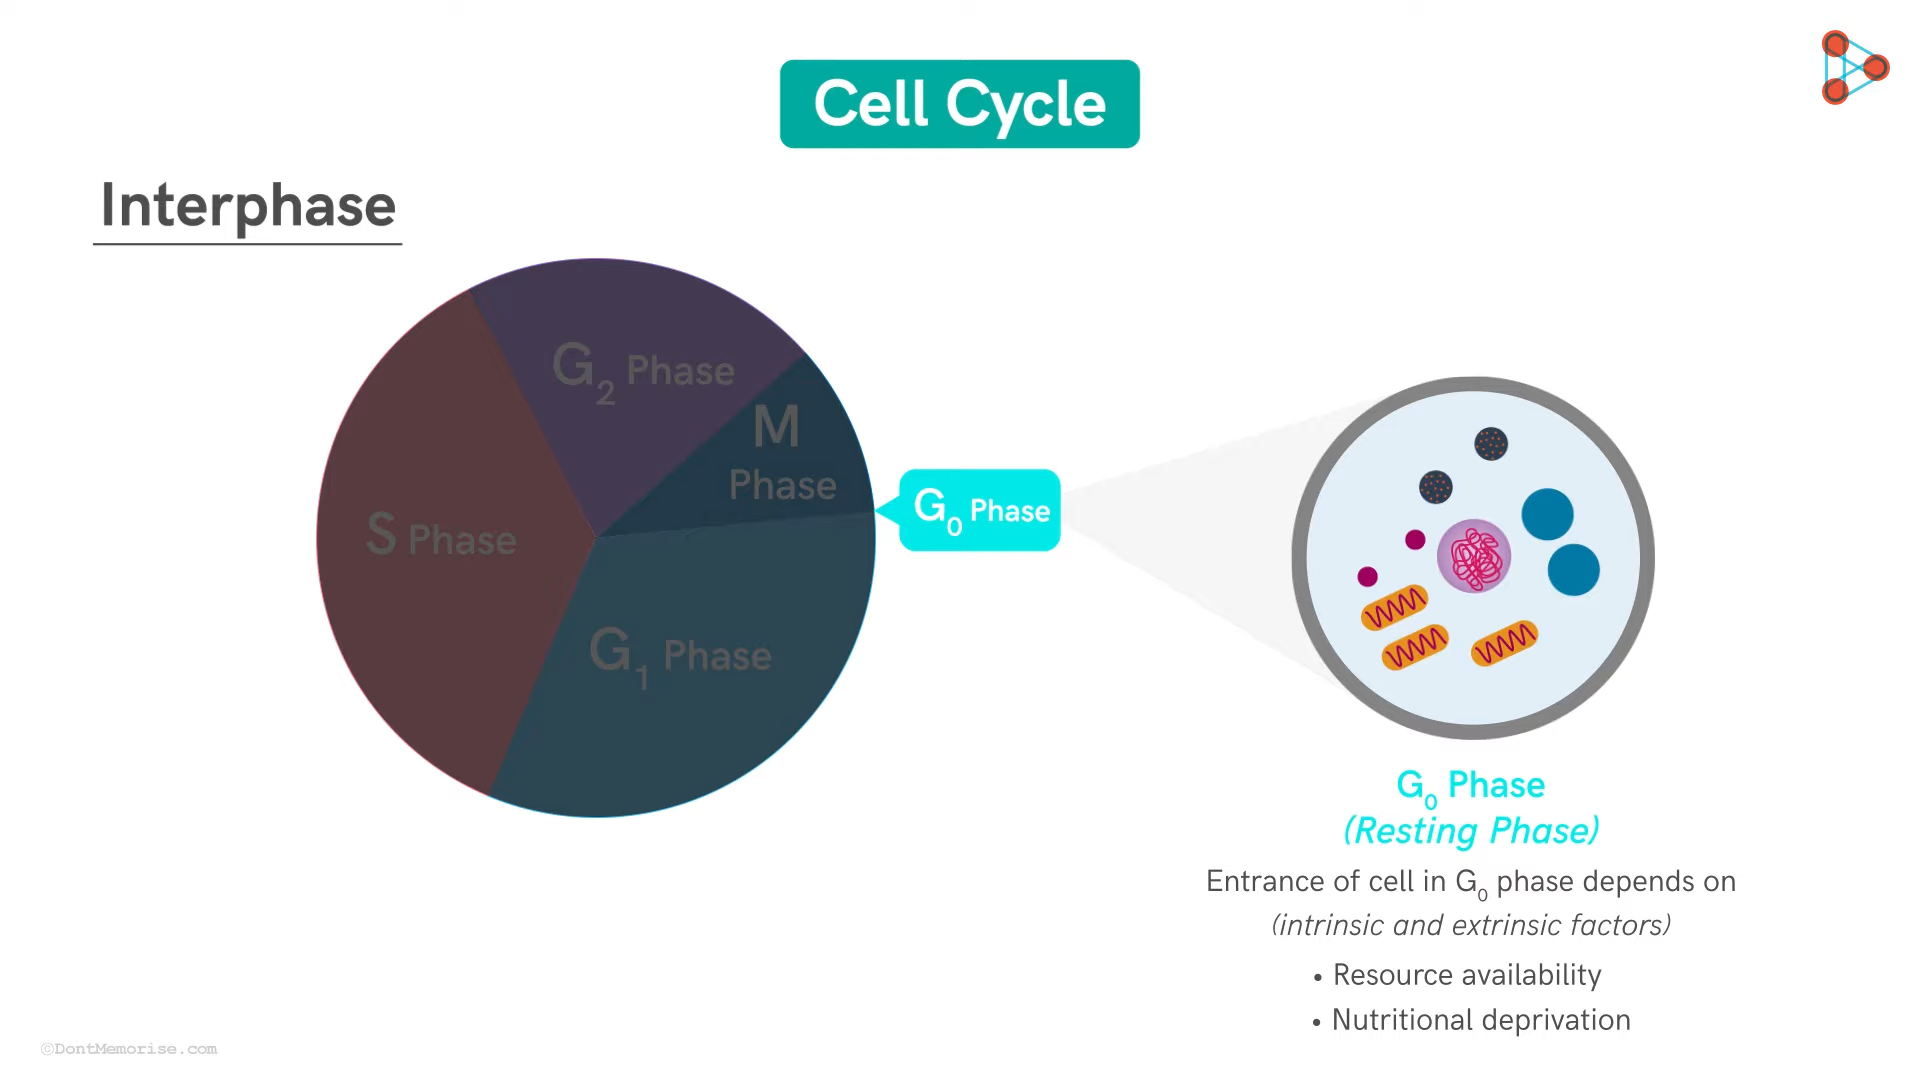 Cell Cycle
Interphase
G₂ Phase
M
Phase
S Phase
G₀ Phase
G₁ Phase
G₀ Phase
(Resting Phase)
Entrance of cell in G₀ phase depends on
(intrinsic and extrinsic factors)
• Resource availability
• Nutritional deprivation
©DontMemorise.com